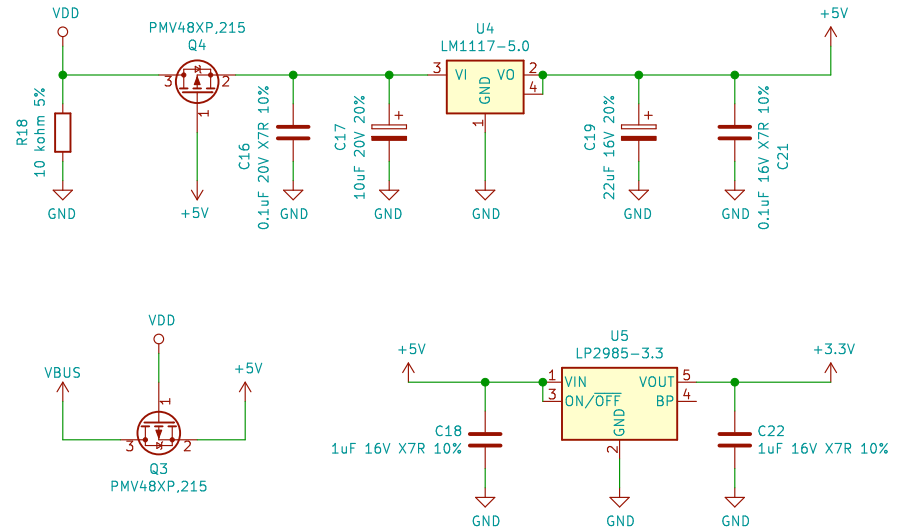 VDD
PMV48XP,215
Q4
3
2
1
+5V
R18
10 kohm 5%
GND
C16
0.1uF 20V X7R 10%
GND
C17
10uF 20V 20%
+
GND
U4
LM1117-5.0
3
VI
VO
2
4
GND
1
GND
C19
22uF 16V 20%
+
GND
C21
0.1uF 16V X7R 10%
GND
+5V
VDD
VBUS
+5V
1
3
2
Q3
PMV48XP,215
+5V
C18
1uF 16V X7R 10%
GND
U5
LP2985-3.3
1
VIN
VOUT
5
3
ON/OFF
BP
4
GND
2
GND
+3.3V
C22
1uF 16V X7R 10%
GND